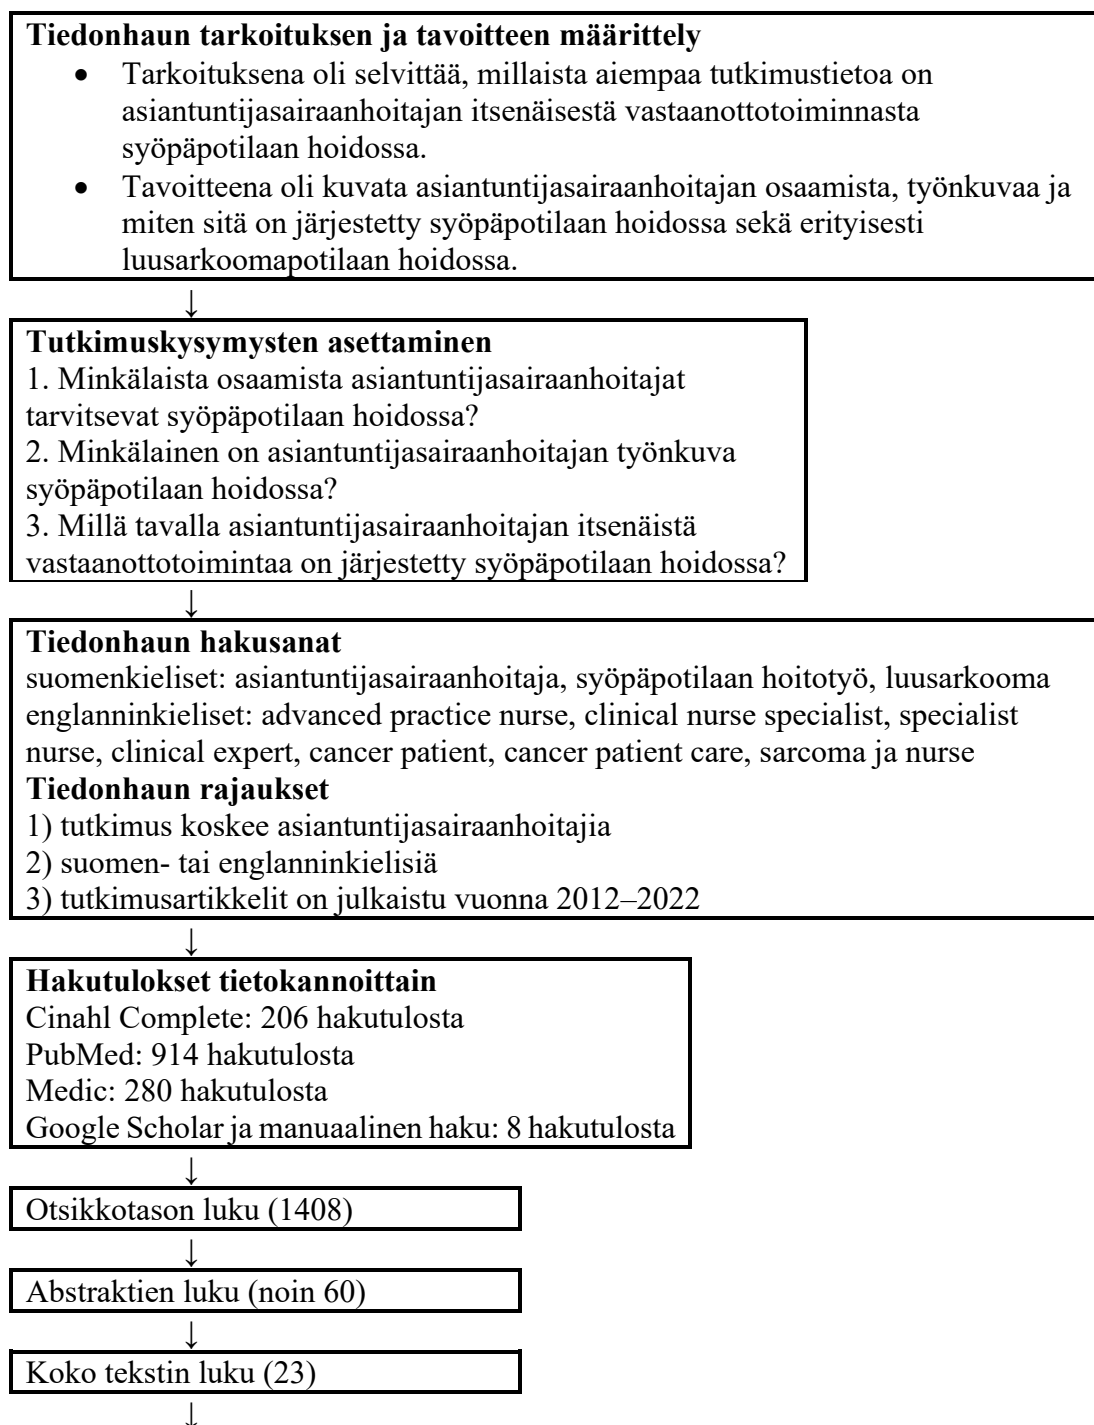 Tiedonhaun tarkoituksen ja tavoitteen määrittely
• Tarkoituksena oli selvittää, millaista aiempaa tutkimustietoa on
asiantuntijasairaanhoitajan itsenäisestä vastaanottotoiminnasta
syöpäpotilaan hoidossa.
• Tavoitteena oli kuvata asiantuntijasairaanhoitajan osaamista, työnkuvaa ja
miten sitä on järjestetty syöpäpotilaan hoidossa sekä erityisesti
luusarkoomapotilaan hoidossa.
↓
Tutkimuskysymysten asettaminen
1. Minkälaista osaamista asiantuntijasairaanhoitajat
tarvitsevat syöpäpotilaan hoidossa?
2. Minkälainen on asiantuntijasairaanhoitajan työnkuva
syöpäpotilaan hoidossa?
3. Millä tavalla asiantuntijasairaanhoitajan itsenäistä
vastaanottotoimintaa on järjestetty syöpäpotilaan hoidossa?
↓
Tiedonhaun hakusanat
suomenkieliset: asiantuntijasairaanhoitaja, syöpäpotilaan hoitotyö, luusarkooma
englanninkieliset: advanced practice nurse, clinical nurse specialist, specialist
nurse, clinical expert, cancer patient, cancer patient care, sarcoma ja nurse
Tiedonhaun rajaukset
1) tutkimus koskee asiantuntijasairaanhoitajia
2) suomen- tai englanninkielisiä
3) tutkimusartikkelit on julkaistu vuonna 2012–2022
↓
Hakutulokset tietokannoittain
Cinahl Complete: 206 hakutulosta
PubMed: 914 hakutulosta
Medic: 280 hakutulosta
Google Scholar ja manuaalinen haku: 8 hakutulosta
↓
Otsikkotason luku (1408)
↓
Abstraktien luku (noin 60)
↓
Koko tekstin luku (23)
↓